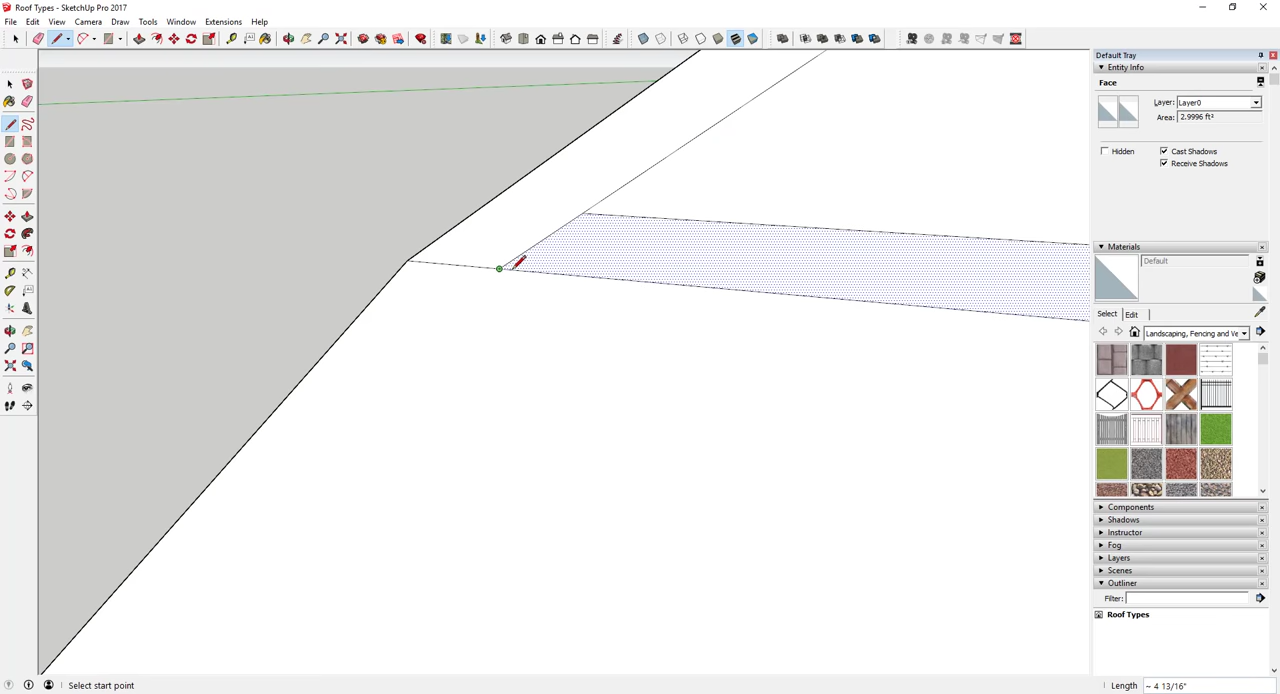 Roof Types - SketchUp Pro 2017
File Edit View Camera Draw Tools Window Extensions Help
Default Tray
Entity Info
Face
Layer: Layer0
Area: 2.9996 ft²
Hidden
Cast Shadows
Receive Shadows
Materials
Default
Select Edit
Landscaping, Fencing and Ve
Components
Shadows
Instructor
Fog
Layers
Scenes
Outliner
Filter:
Roof Types
Select start point
Length ~ 4 13/16"